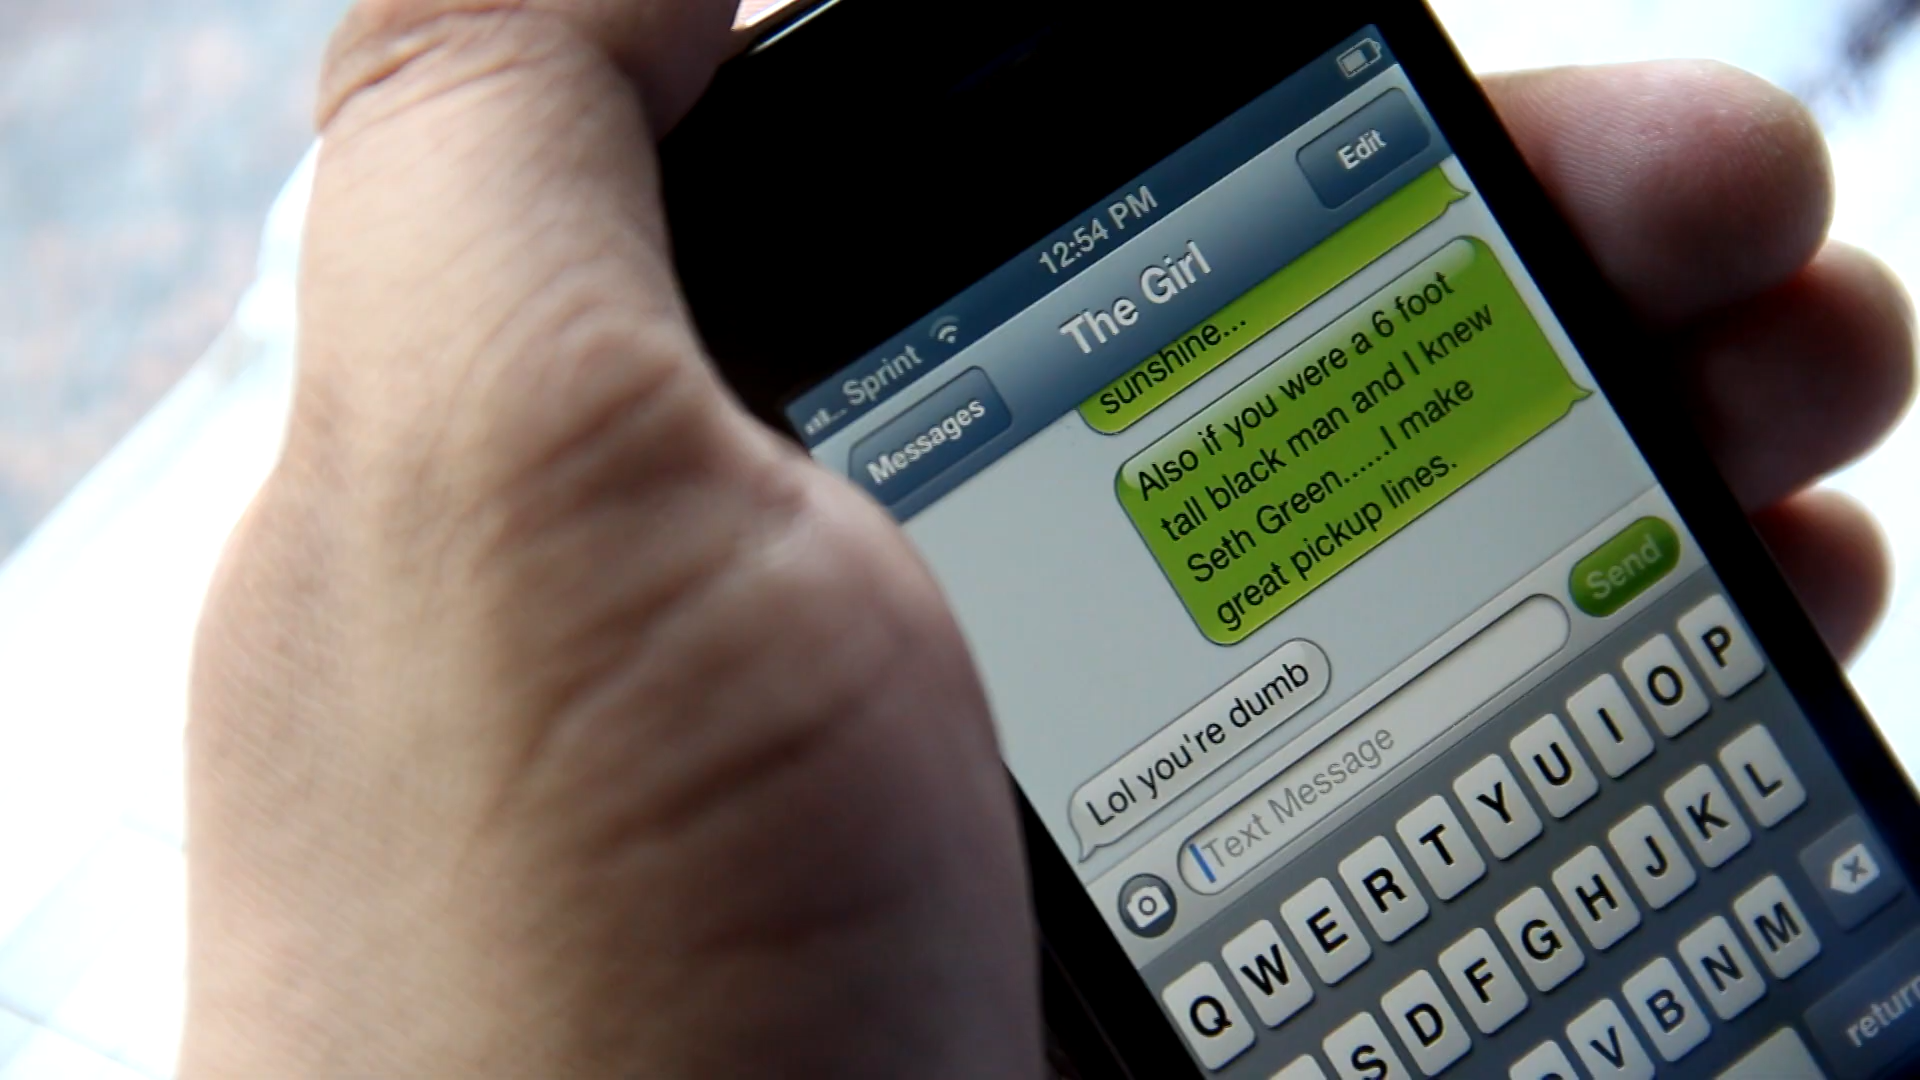 Sprint
12:54 PM
Messages
The Girl
Edit
sunshine...
Also if you were a 6 foot
tall black man and I knew
Seth Green......I make
great pickup lines.
Lol you're dumb
Text Message
Send
Q W E R T Y U I O P
S D F G H J K L
V B N M
return